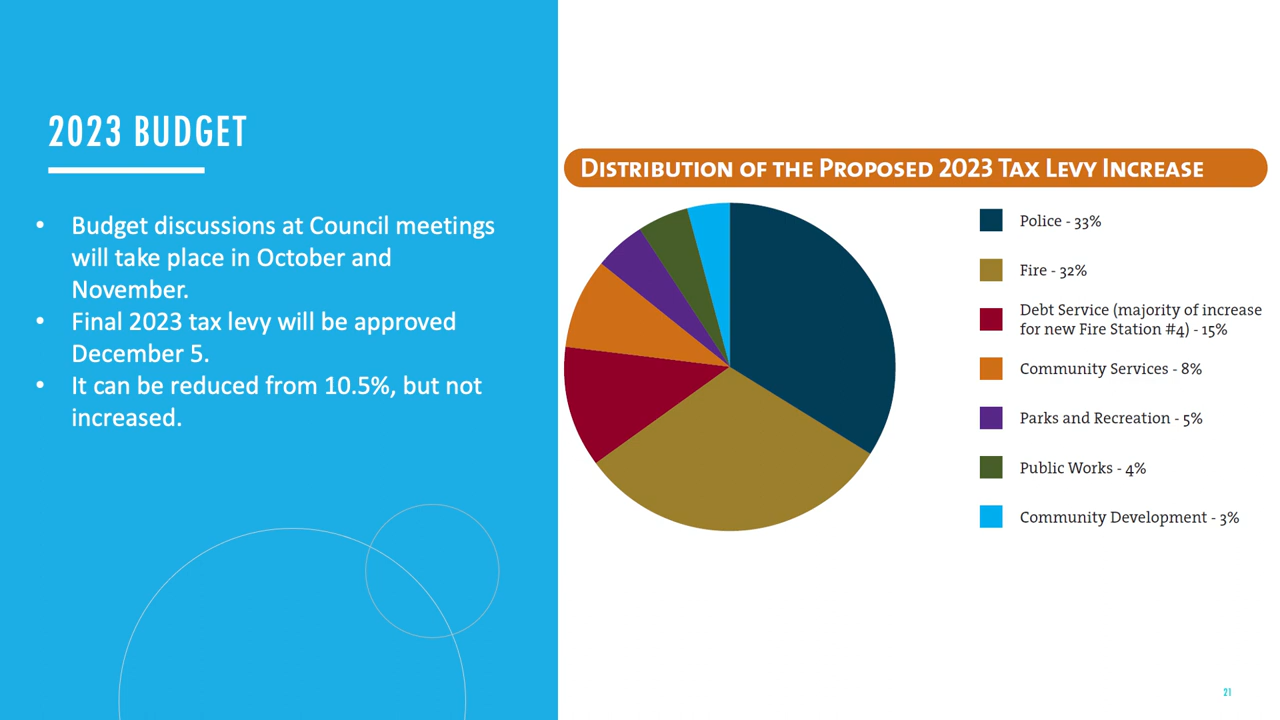 2023 BUDGET
• Budget discussions at Council meetings
will take place in October and
November.
• Final 2023 tax levy will be approved
December 5.
• It can be reduced from 10.5%, but not
increased.
DISTRIBUTION OF THE PROPOSED 2023 TAX LEVY INCREASE
Police - 33%
Fire - 32%
Debt Service (majority of increase
for new Fire Station #4) - 15%
Community Services - 8%
Parks and Recreation - 5%
Public Works - 4%
Community Development - 3%
21